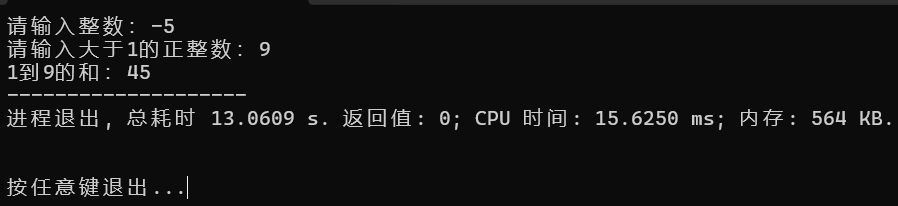 请输入整数: -5
请输入大于1的正整数: 9
1到9的和: 45
--------------------
进程退出, 总耗时 13.0609 s. 返回值: 0; CPU 时间: 15.6250 ms; 内存: 564 KB.
按任意键退出...